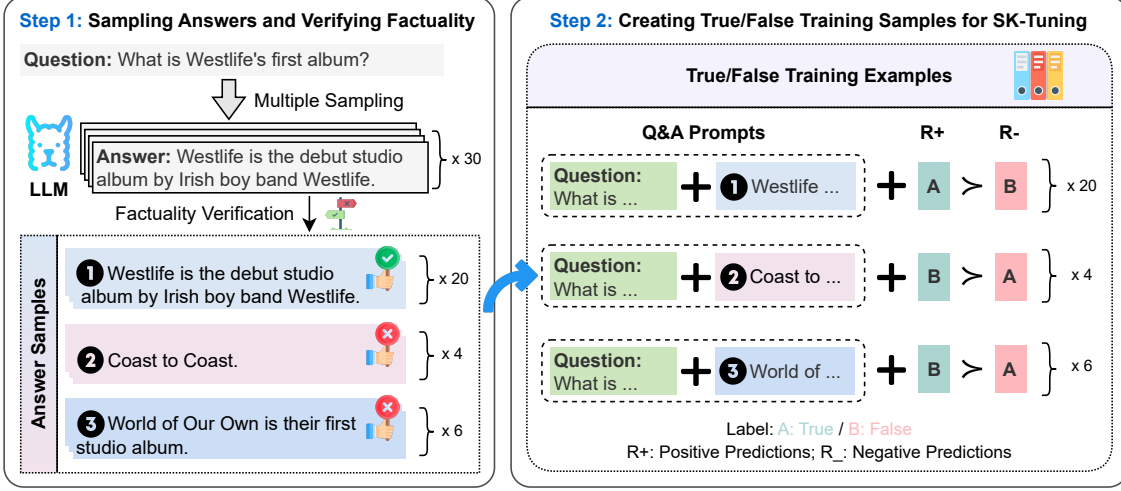 Step 1: Sampling Answers and Verifying Factuality
Question: What is Westlife's first album?
Multiple Sampling
LLM
Answer: Westlife is the debut studio
album by Irish boy band Westlife.
x 30
Factuality Verification
Answer Samples
1 Westlife is the debut studio
album by Irish boy band Westlife.
x 20
2 Coast to Coast.
x 4
3 World of Our Own is their first
studio album.
x 6
Step 2: Creating True/False Training Samples for SK-Tuning
True/False Training Examples
Q&A Prompts R+ R-
Question:
What is ...
+ 1 Westlife ... + A ≻ B x 20
Question:
What is ...
+ 2 Coast to ... + B ≻ A x 4
Question:
What is ...
+ 3 World of ... + B ≻ A x 6
Label: A: True / B: False
R+: Positive Predictions; R_: Negative Predictions